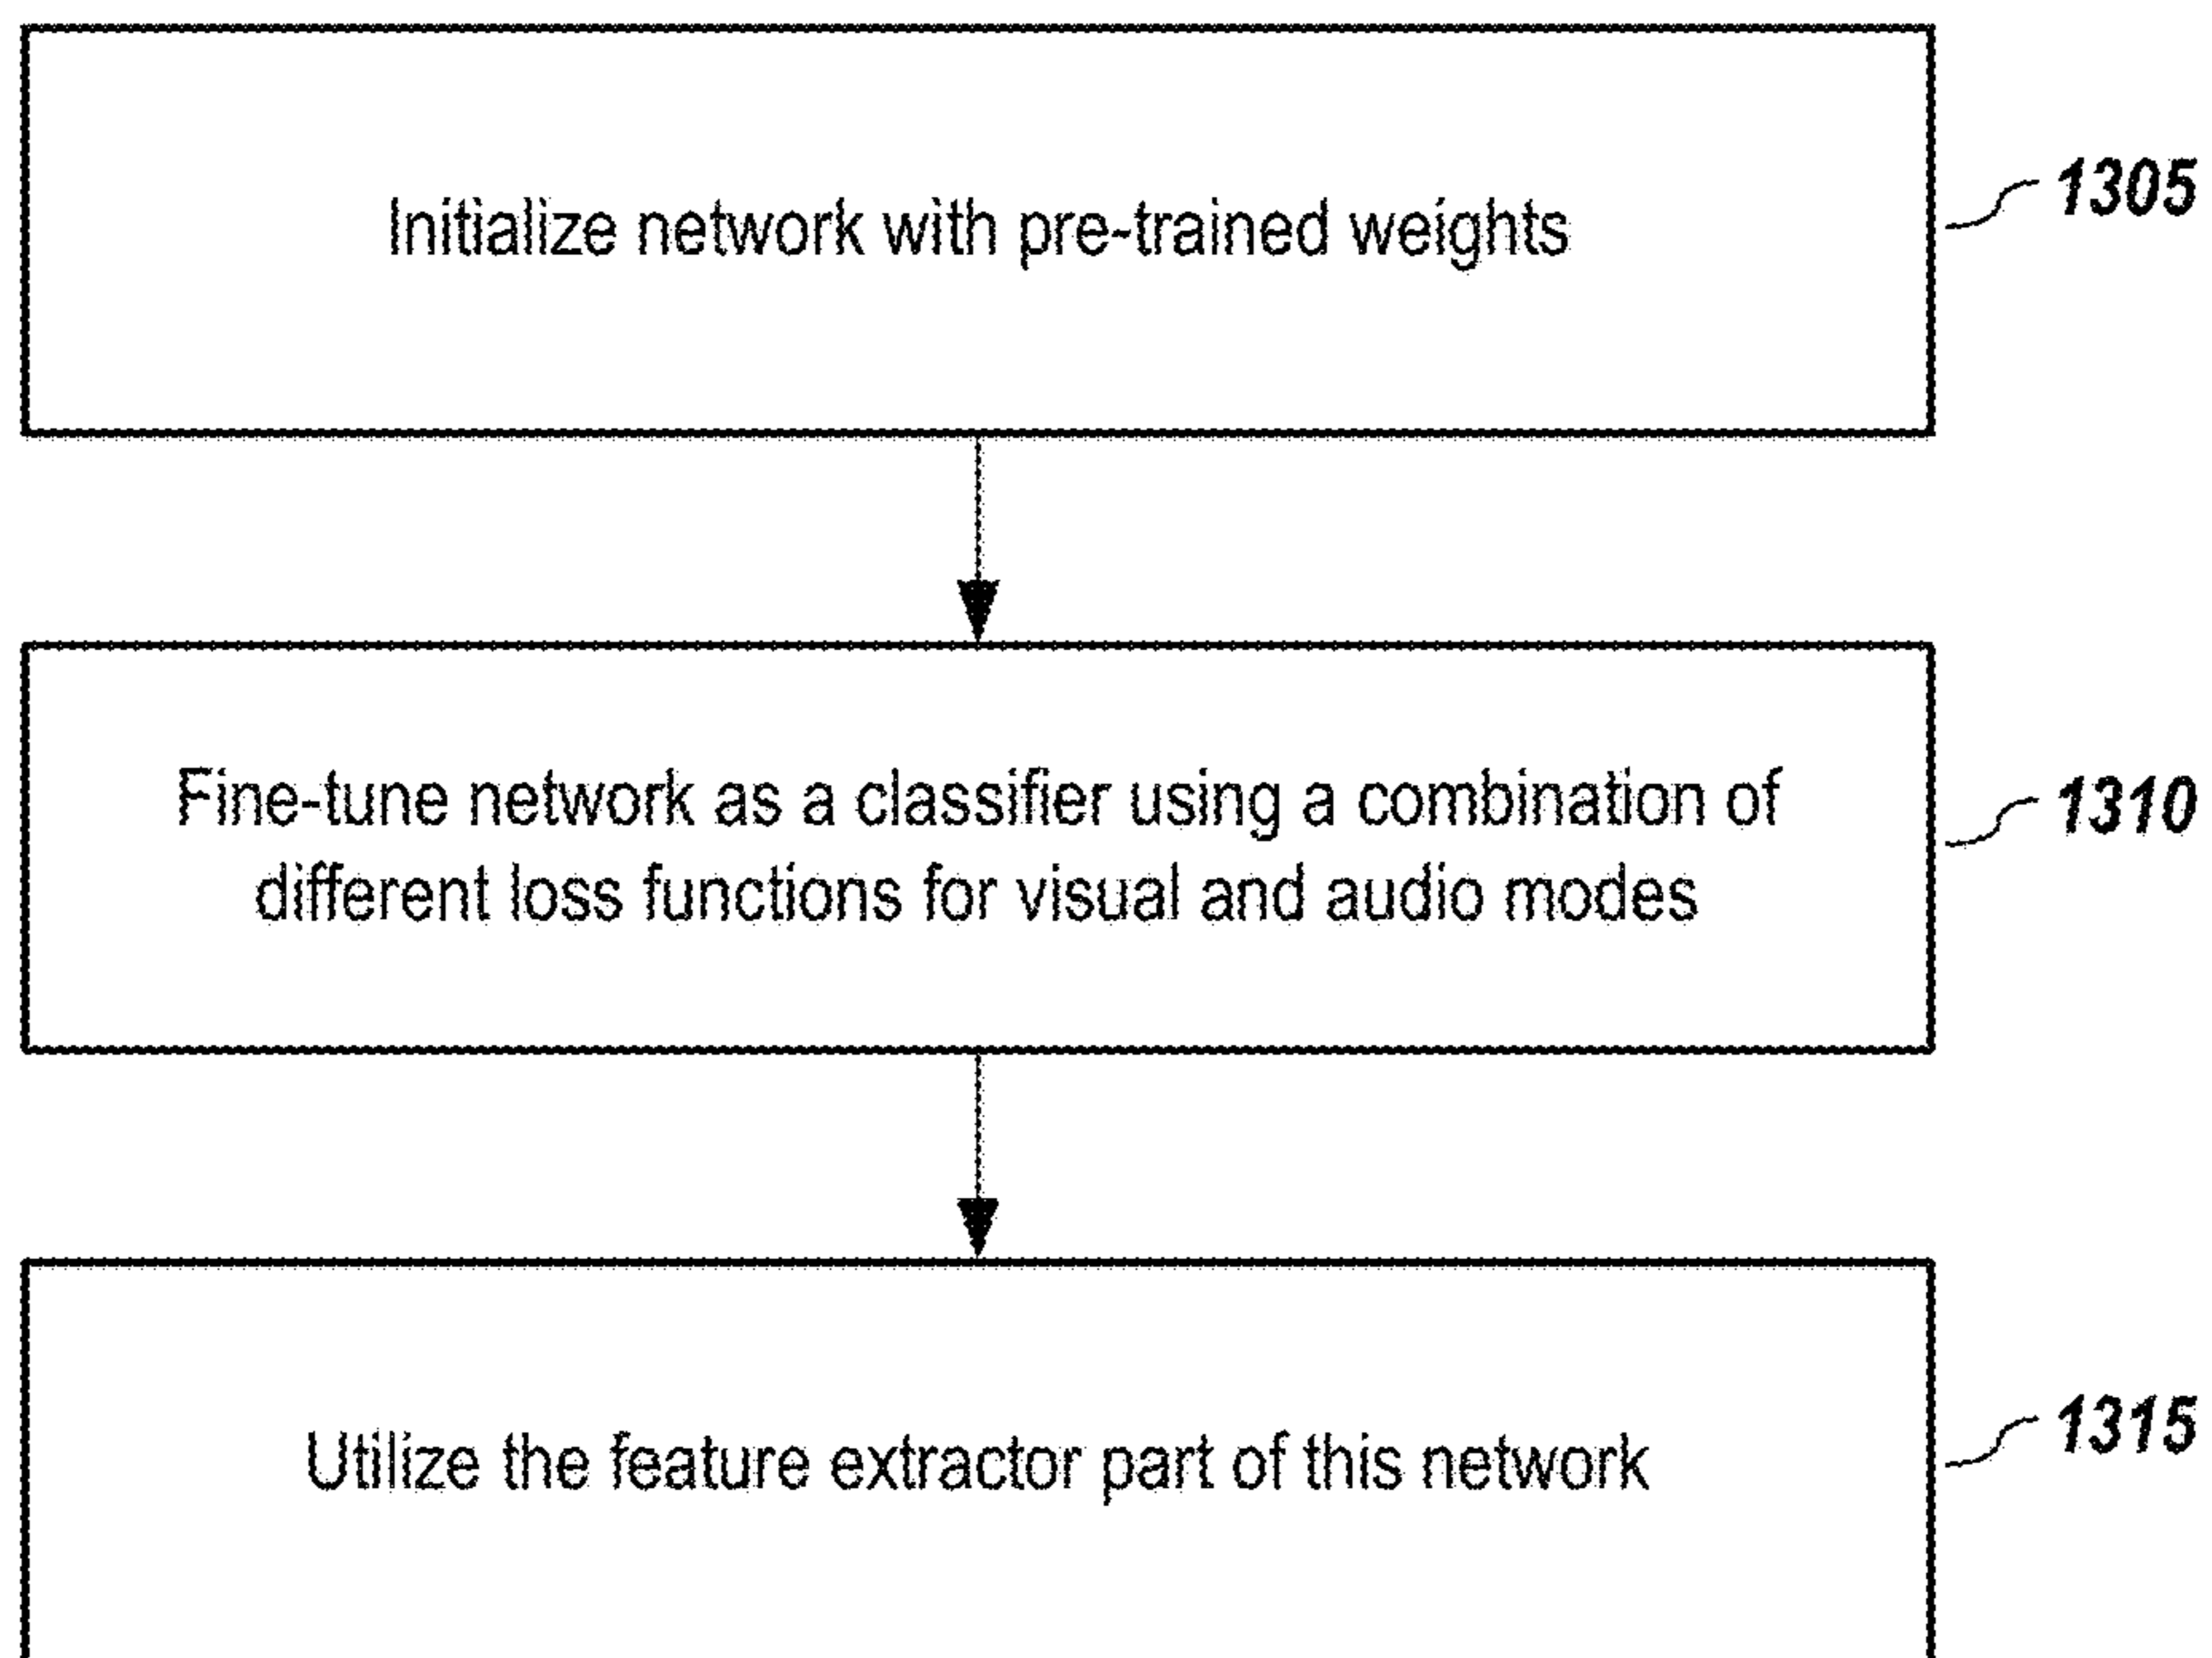 Initialize network with pre-trained weights
1305
Fine-tune network as a classifier using a combination of
different loss functions for visual and audio modes
1310
Utilize the feature extractor part of this network
1315